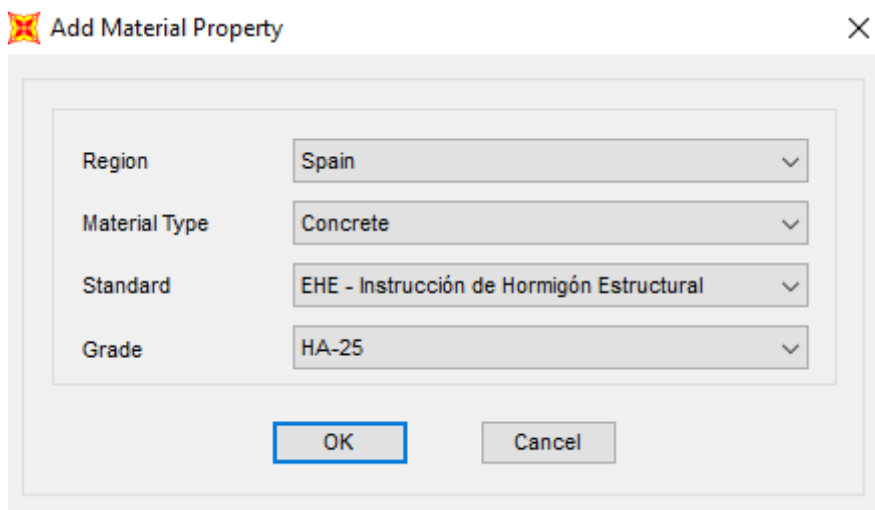 Add Material Property
Region Spain
Material Type Concrete
Standard EHE - Instrucción de Hormigón Estructural
Grade HA-25
OK Cancel